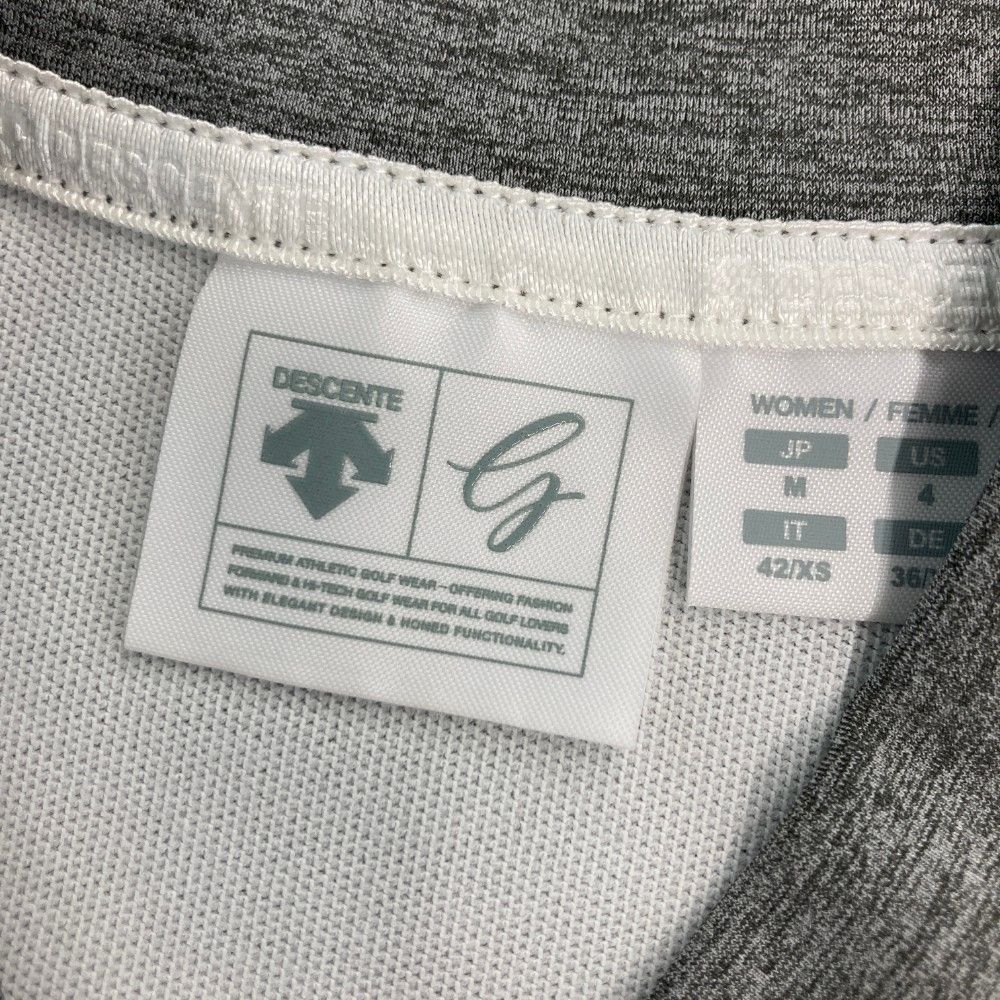 DESCENTE
DESCENTE
G
PREMIUM ATHLETIC GOLF WEAR—OFFERING FASHION
FORWARD & HI-TECH GOLF WEAR FOR ALL GOLF LOVERS
WITH ELEGANT DESIGN & HONED FUNCTIONALITY.
WOMEN / FEMME /
JP US
M 4
IT DE
42/XS 36/